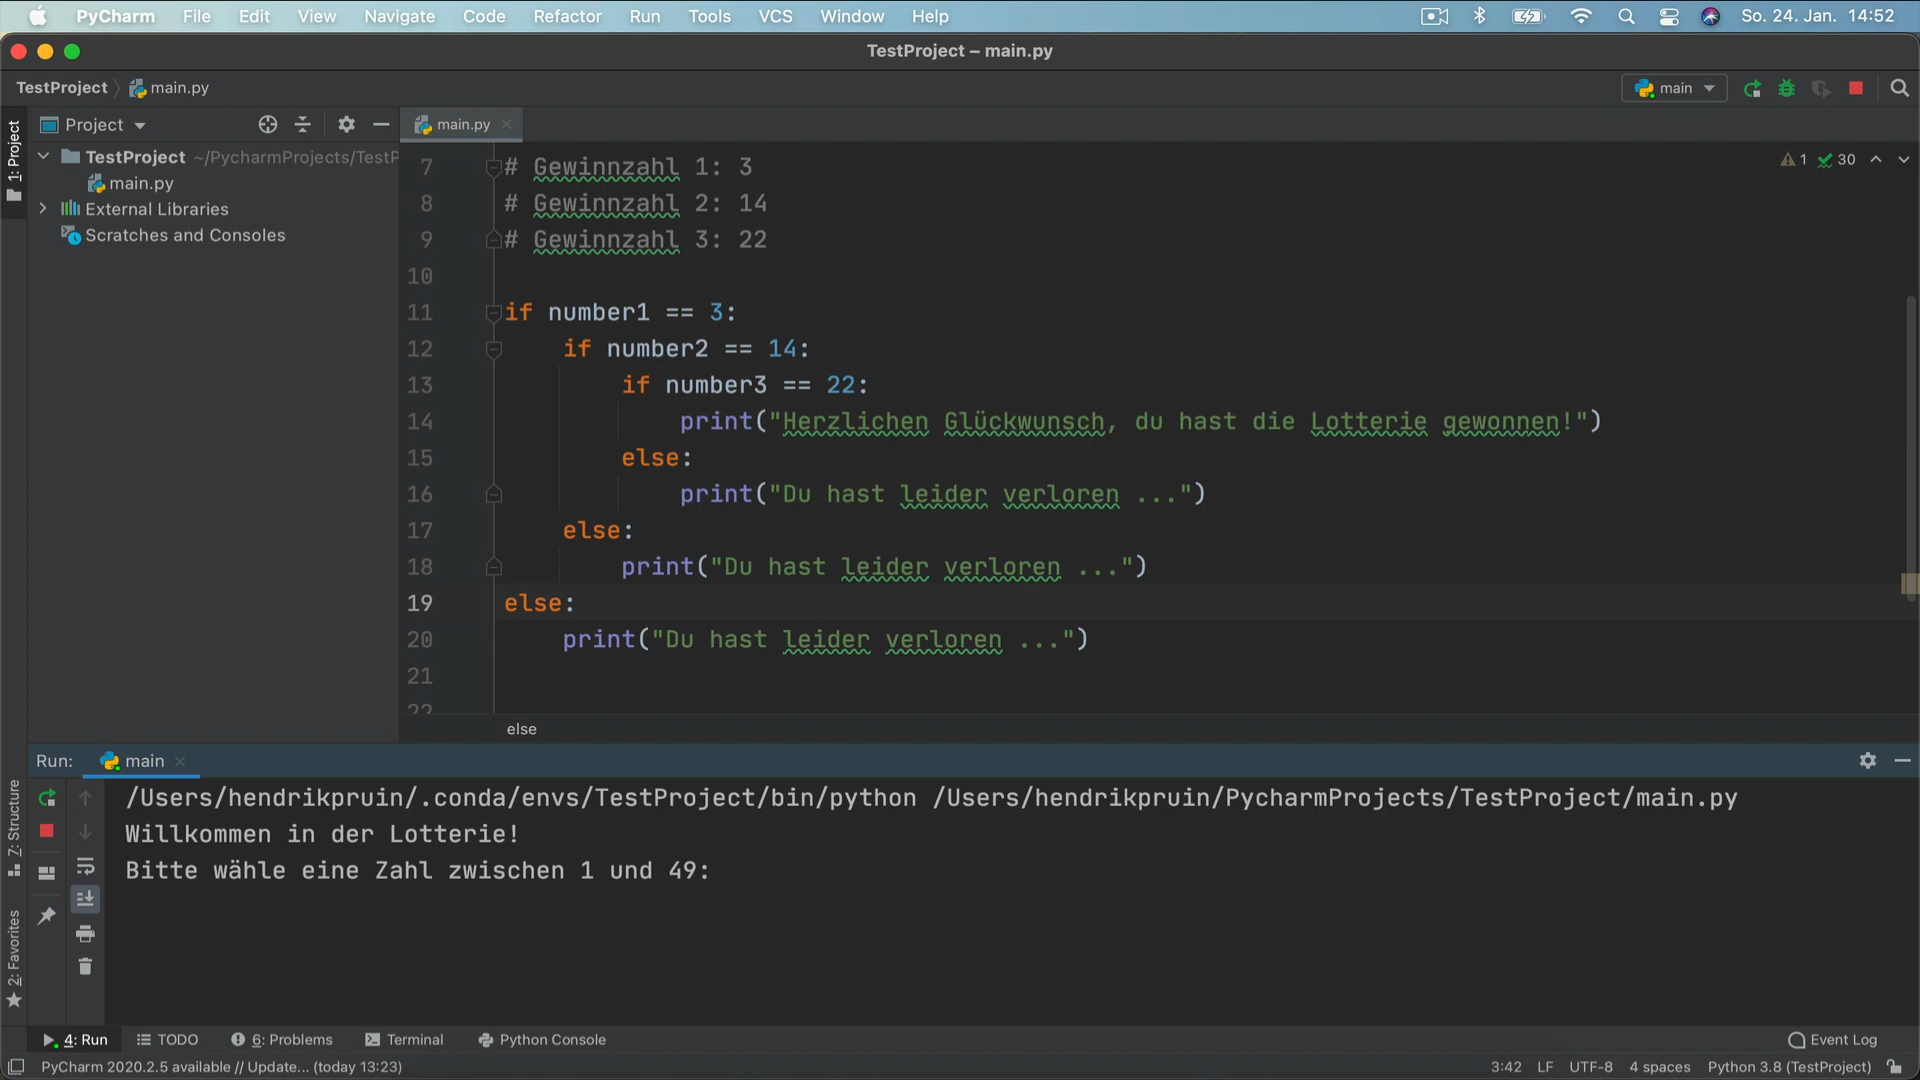 PyCharm File Edit View Navigate Code Refactor Run Tools VCS Window Help So. 24. Jan. 14:52
TestProject – main.py
TestProject main.py main
1: Project
Project
main.py
TestProject ~/PycharmProjects/TestP
main.py
External Libraries
Scratches and Consoles
1 30
7 # Gewinnzahl 1: 3
8 # Gewinnzahl 2: 14
9 # Gewinnzahl 3: 22
10
11 if number1 == 3:
12 if number2 == 14:
13 if number3 == 22:
14 print("Herzlichen Glückwunsch, du hast die Lotterie gewonnen!")
15 else:
16 print("Du hast leider verloren ...")
17 else:
18 print("Du hast leider verloren ...")
19 else:
20 print("Du hast leider verloren ...")
21
22
else
Run: main
/Users/hendrikpruin/.conda/envs/TestProject/bin/python /Users/hendrikpruin/PycharmProjects/TestProject/main.py
Willkommen in der Lotterie!
Bitte wähle eine Zahl zwischen 1 und 49:
Z: Structure
2: Favorites
4: Run TODO 6: Problems Terminal Python Console Event Log
PyCharm 2020.2.5 available // Update... (today 13:23) 3:42 LF UTF-8 4 spaces Python 3.8 (TestProject)